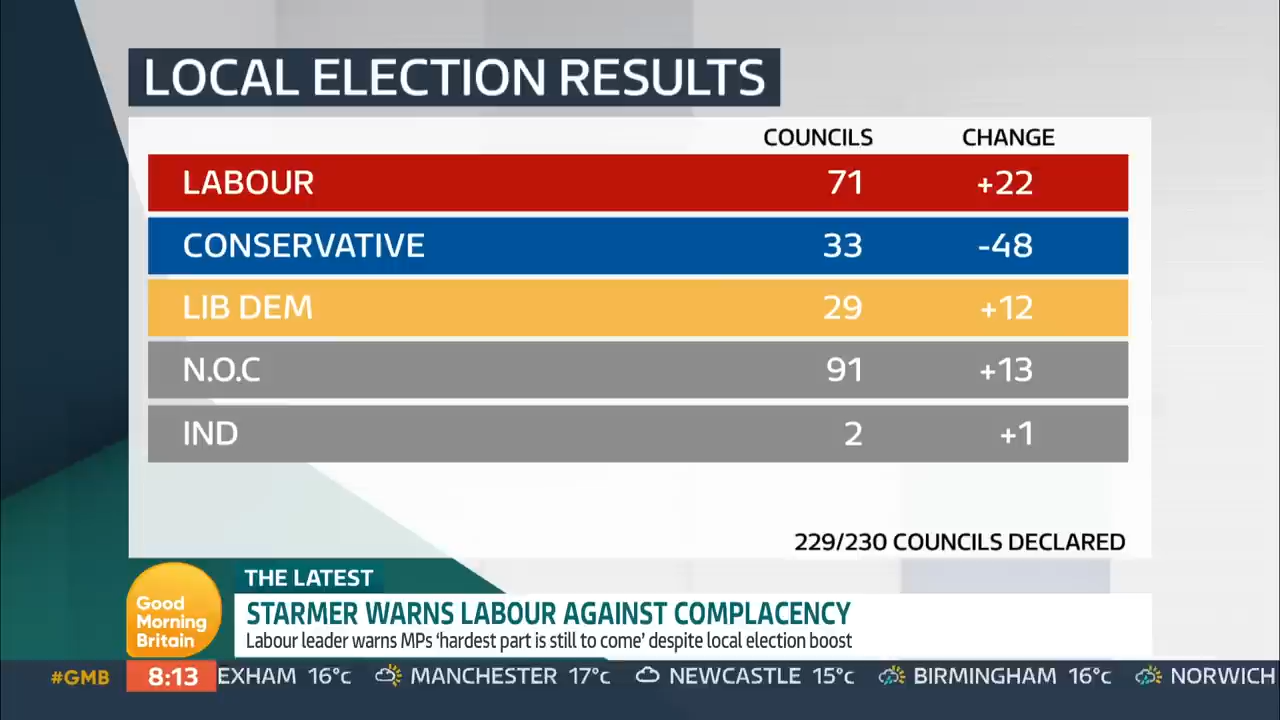 LOCAL ELECTION RESULTS
COUNCILS CHANGE
LABOUR 71 +22
CONSERVATIVE 33 -48
LIB DEM 29 +12
N.O.C 91 +13
IND 2 +1
229/230 COUNCILS DECLARED
THE LATEST
Good
Morning
Britain
STARMER WARNS LABOUR AGAINST COMPLACENCY
Labour leader warns MPs ‘hardest part is still to come’ despite local election boost
#GMB 8:13 EXHAM 16°c MANCHESTER 17°c NEWCASTLE 15°c BIRMINGHAM 16°c NORWICH